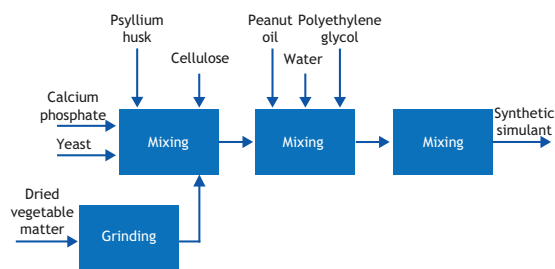 Psyllium
husk
Peanut
oil
Polyethylene
glycol
Cellulose
Water
Calcium
phosphate
Yeast
Mixing
Mixing
Mixing
Synthetic
simulant
Dried
vegetable
matter
Grinding